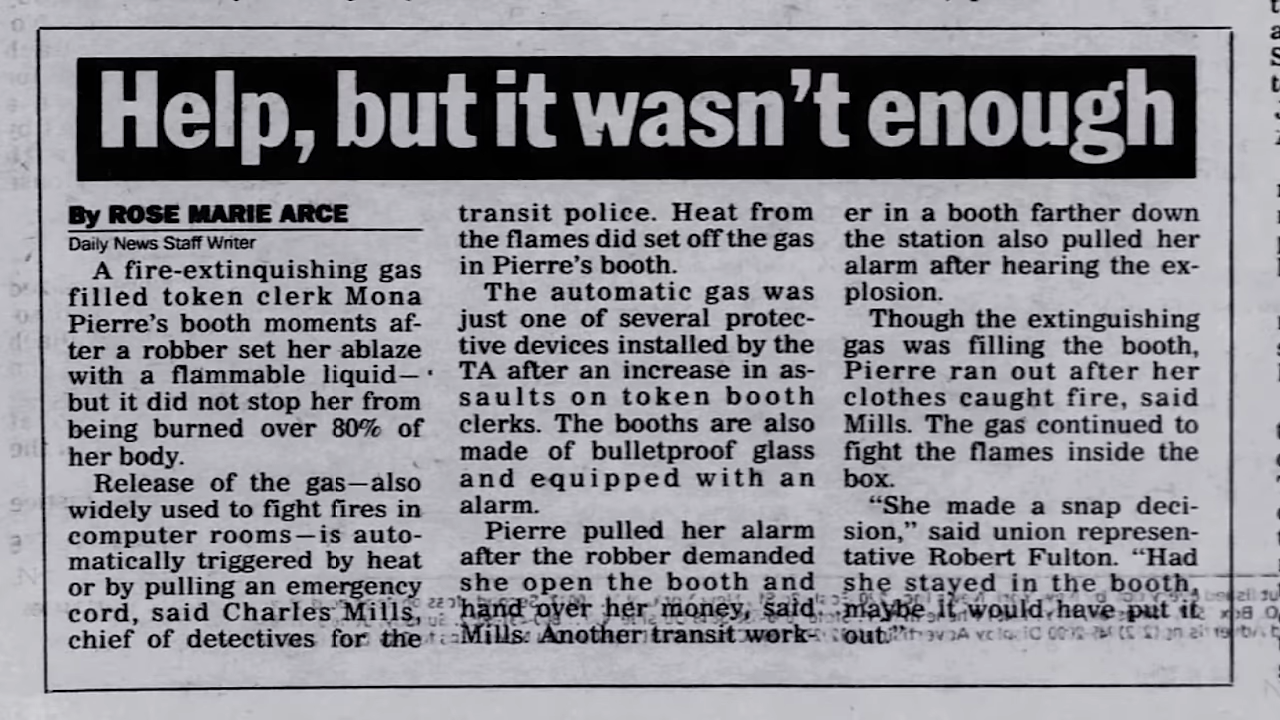 Help, but it wasn't enough
By ROSE MARIE ARCE
Daily News Staff Writer
A fire-extinquishing gas
filled token clerk Mona
Pierre's booth moments af-
ter a robber set her ablaze
with a flammable liquid—
but it did not stop her from
being burned over 80% of
her body.
Release of the gas—also
widely used to fight fires in
computer rooms—is auto-
matically triggered by heat
or by pulling an emergency
cord, said Charles Mills,
chief of detectives for the
transit police. Heat from
the flames did set off the gas
in Pierre's booth.
The automatic gas was
just one of several protec-
tive devices installed by the
TA after an increase in as-
saults on token booth
clerks. The booths are also
made of bulletproof glass
and equipped with an
alarm.
Pierre pulled her alarm
after the robber demanded
she open the booth and
hand over her money, said
Mills. Another transit work-
er in a booth farther down
the station also pulled her
alarm after hearing the ex-
plosion.
Though the extinguishing
gas was filling the booth,
Pierre ran out after her
clothes caught fire, said
Mills. The gas continued to
fight the flames inside the
box.
"She made a snap deci-
sion," said union represen-
tative Robert Fulton. "Had
she stayed in the booth,
maybe it would have put it
out."